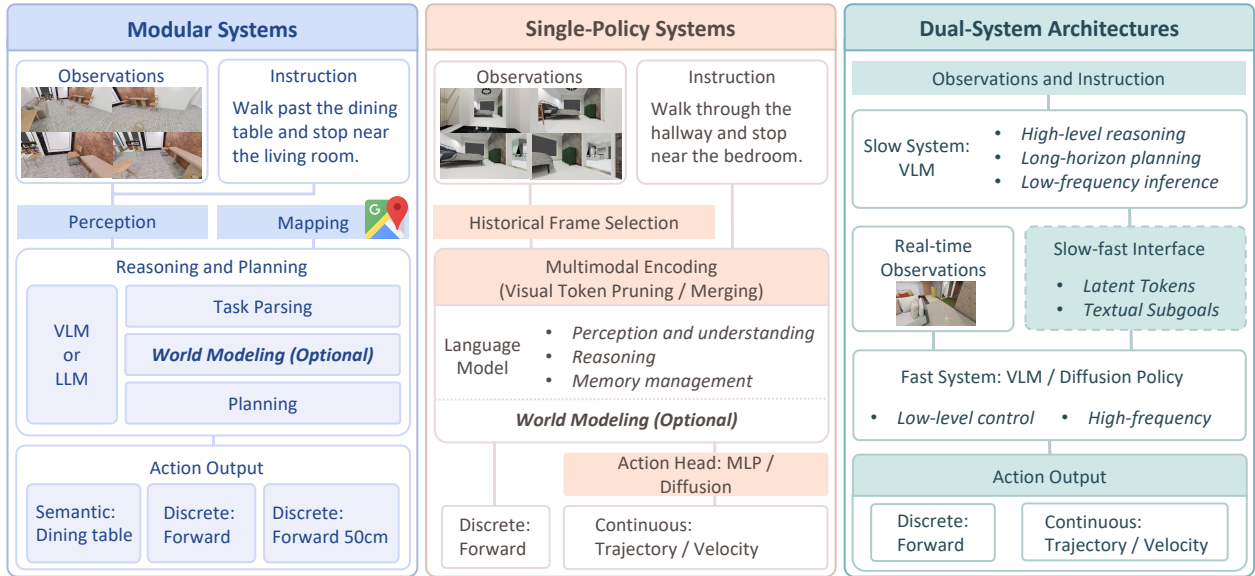 Modular Systems
Observations
Instruction
Walk past the dining
table and stop near
the living room.
Perception
Mapping
G
Reasoning and Planning
VLM
or
LLM
Task Parsing
World Modeling (Optional)
Planning
Action Output
Semantic:
Dining table
Discrete:
Forward
Discrete:
Forward 50cm
Single-Policy Systems
Observations
Instruction
Walk through the
hallway and stop
near the bedroom.
Historical Frame Selection
Multimodal Encoding
(Visual Token Pruning / Merging)
Language
Model
• Perception and understanding
• Reasoning
• Memory management
World Modeling (Optional)
Action Head: MLP /
Diffusion
Discrete:
Forward
Continuous:
Trajectory / Velocity
Dual-System Architectures
Observations and Instruction
Slow System:
VLM
• High-level reasoning
• Long-horizon planning
• Low-frequency inference
Real-time
Observations
Slow-fast Interface
• Latent Tokens
• Textual Subgoals
Fast System: VLM / Diffusion Policy
• Low-level control
• High-frequency
Action Output
Discrete:
Forward
Continuous:
Trajectory / Velocity